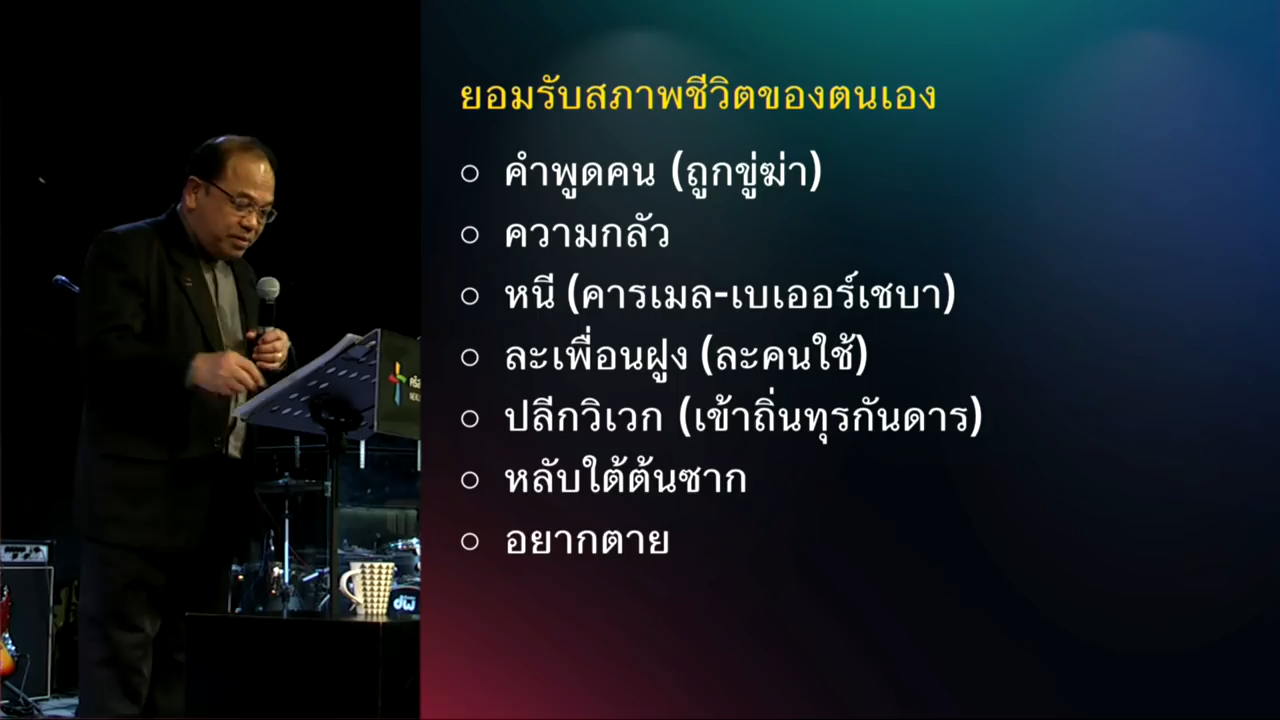 ยอมรับสภาพชีวิตของตนเอง
○ คำพูดคน (ถูกขู่ฆ่า)
○ ความกลัว
○ หนี (คารเมล-เบเออร์เชบา)
○ ละเพื่อนฝูง (ละคนใช้)
○ ปลีกวิเวก (เข้าถิ่นทุรกันดาร)
○ หลับใต้ต้นซาก
○ อยากตาย
dw